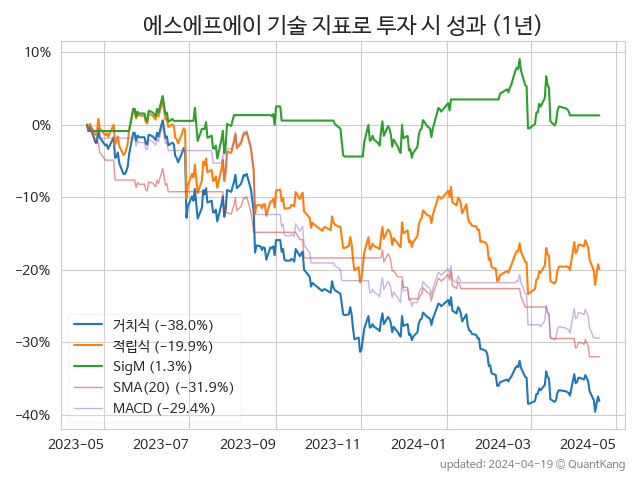 에스에프에이 기술 지표로 투자 시 성과 (1년)
10%
0%
−10%
−20%
−30%
−40%
거치식 (−38.0%)
적립식 (−19.9%)
SigM (1.3%)
SMA(20) (−31.9%)
MACD (−29.4%)
2023−05 2023−07 2023−09 2023−11 2024−01 2024−03 2024−05
updated: 2024−04−19 ⓒ QuantKang